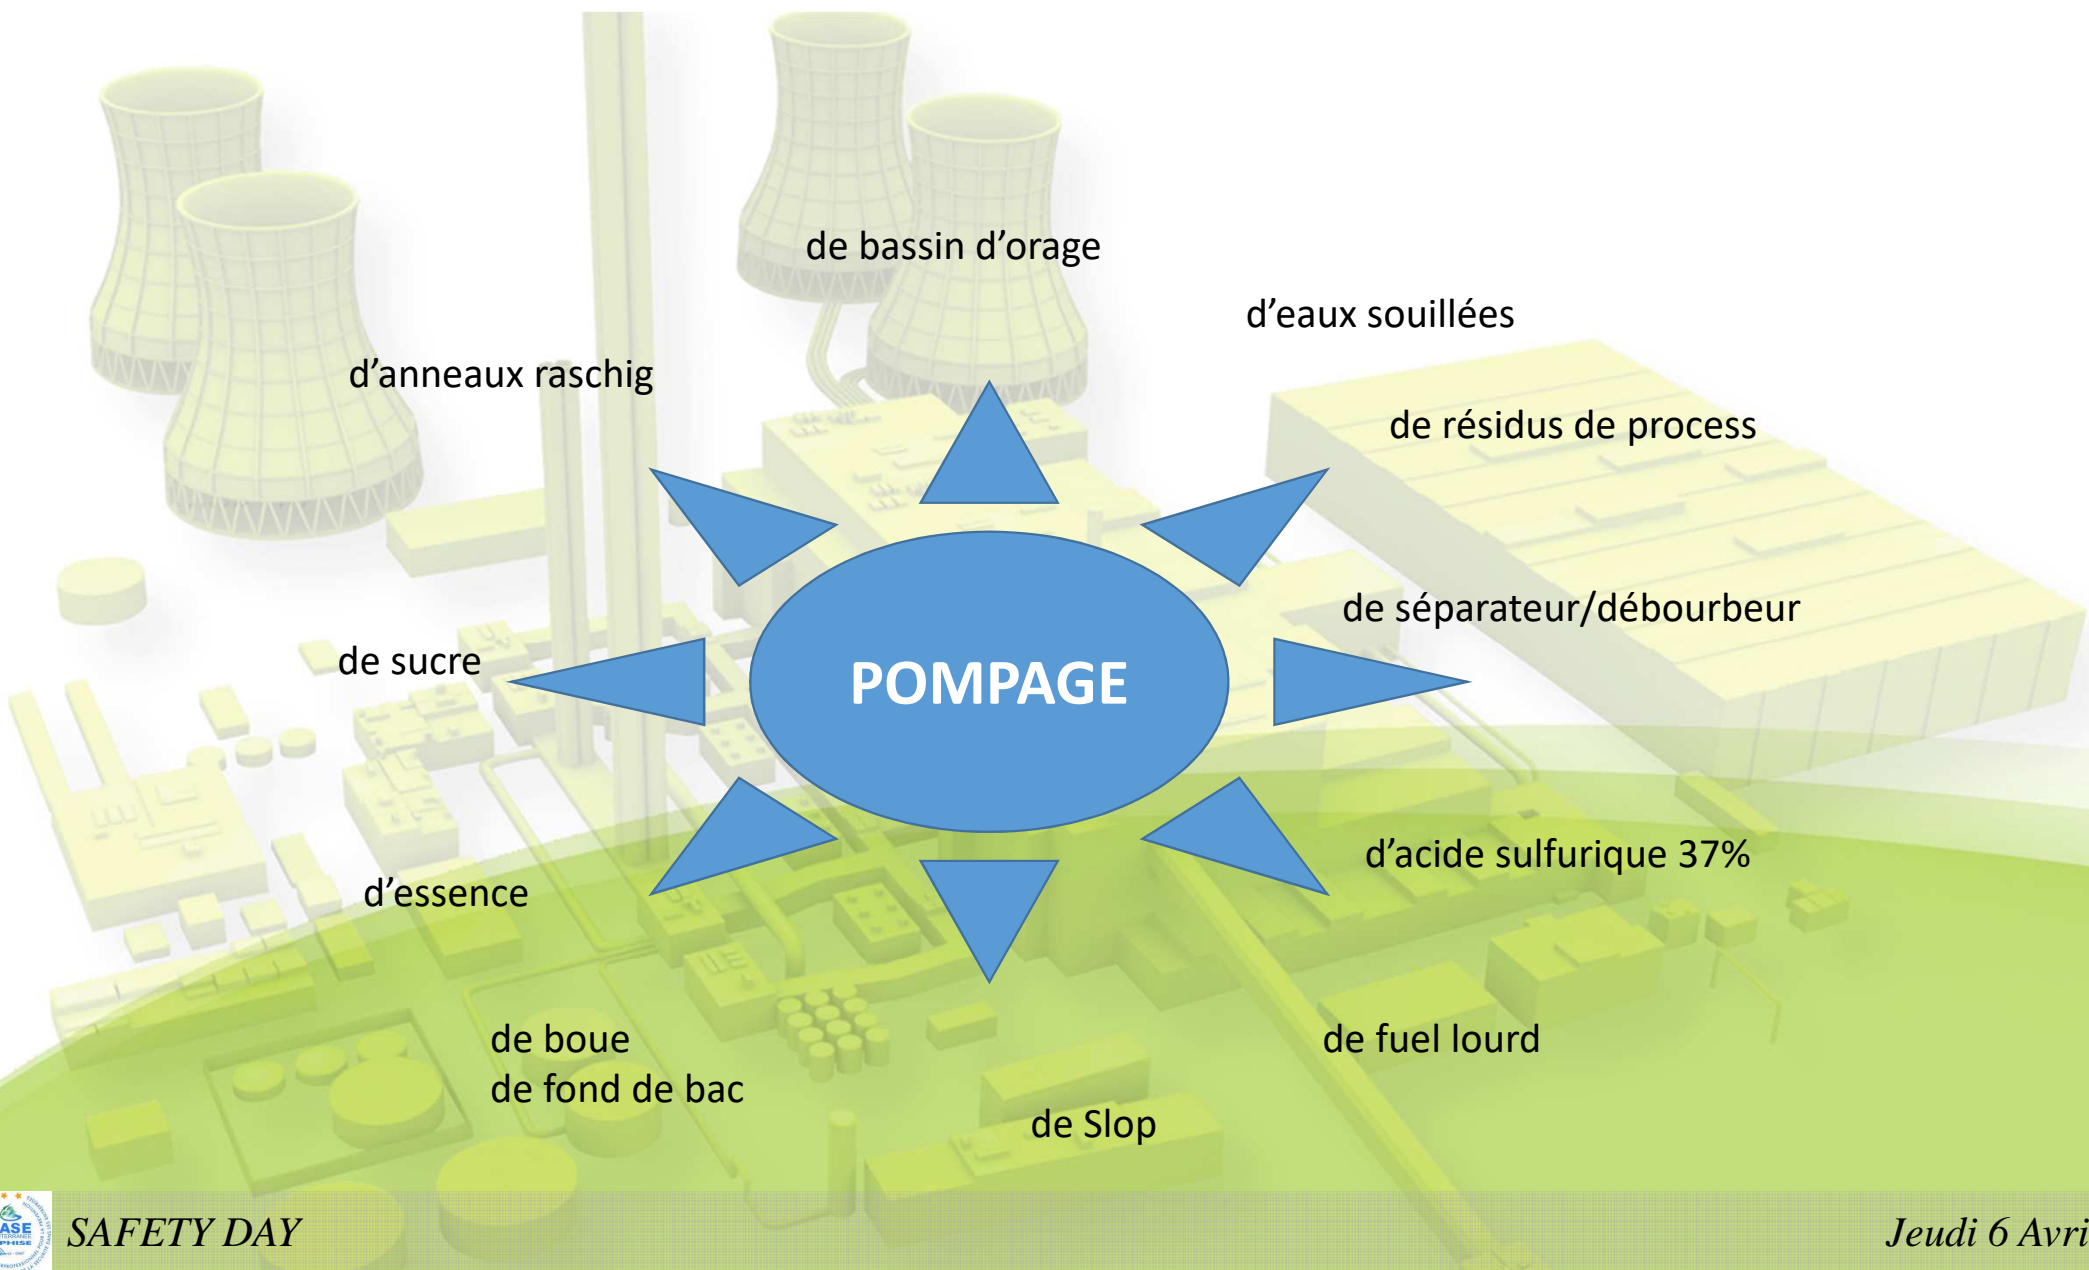 de bassin d’orage
d’eaux souillées
d’anneaux raschig
de résidus de process
de séparateur/débourbeur
de sucre
POMPAGE
d’acide sulfurique 37%
d’essence
de boue
de fond de bac
de fuel lourd
de Slop
SAFETY DAY
Jeudi 6 Avri